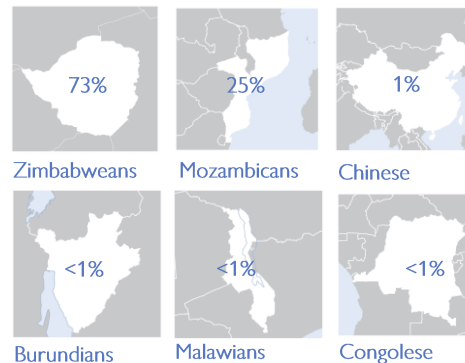 73%
25%
1%
Zimbabweans
Mozambicans
Chinese
<1%
<1%
<1%
Burundians
Malawians
Congolese